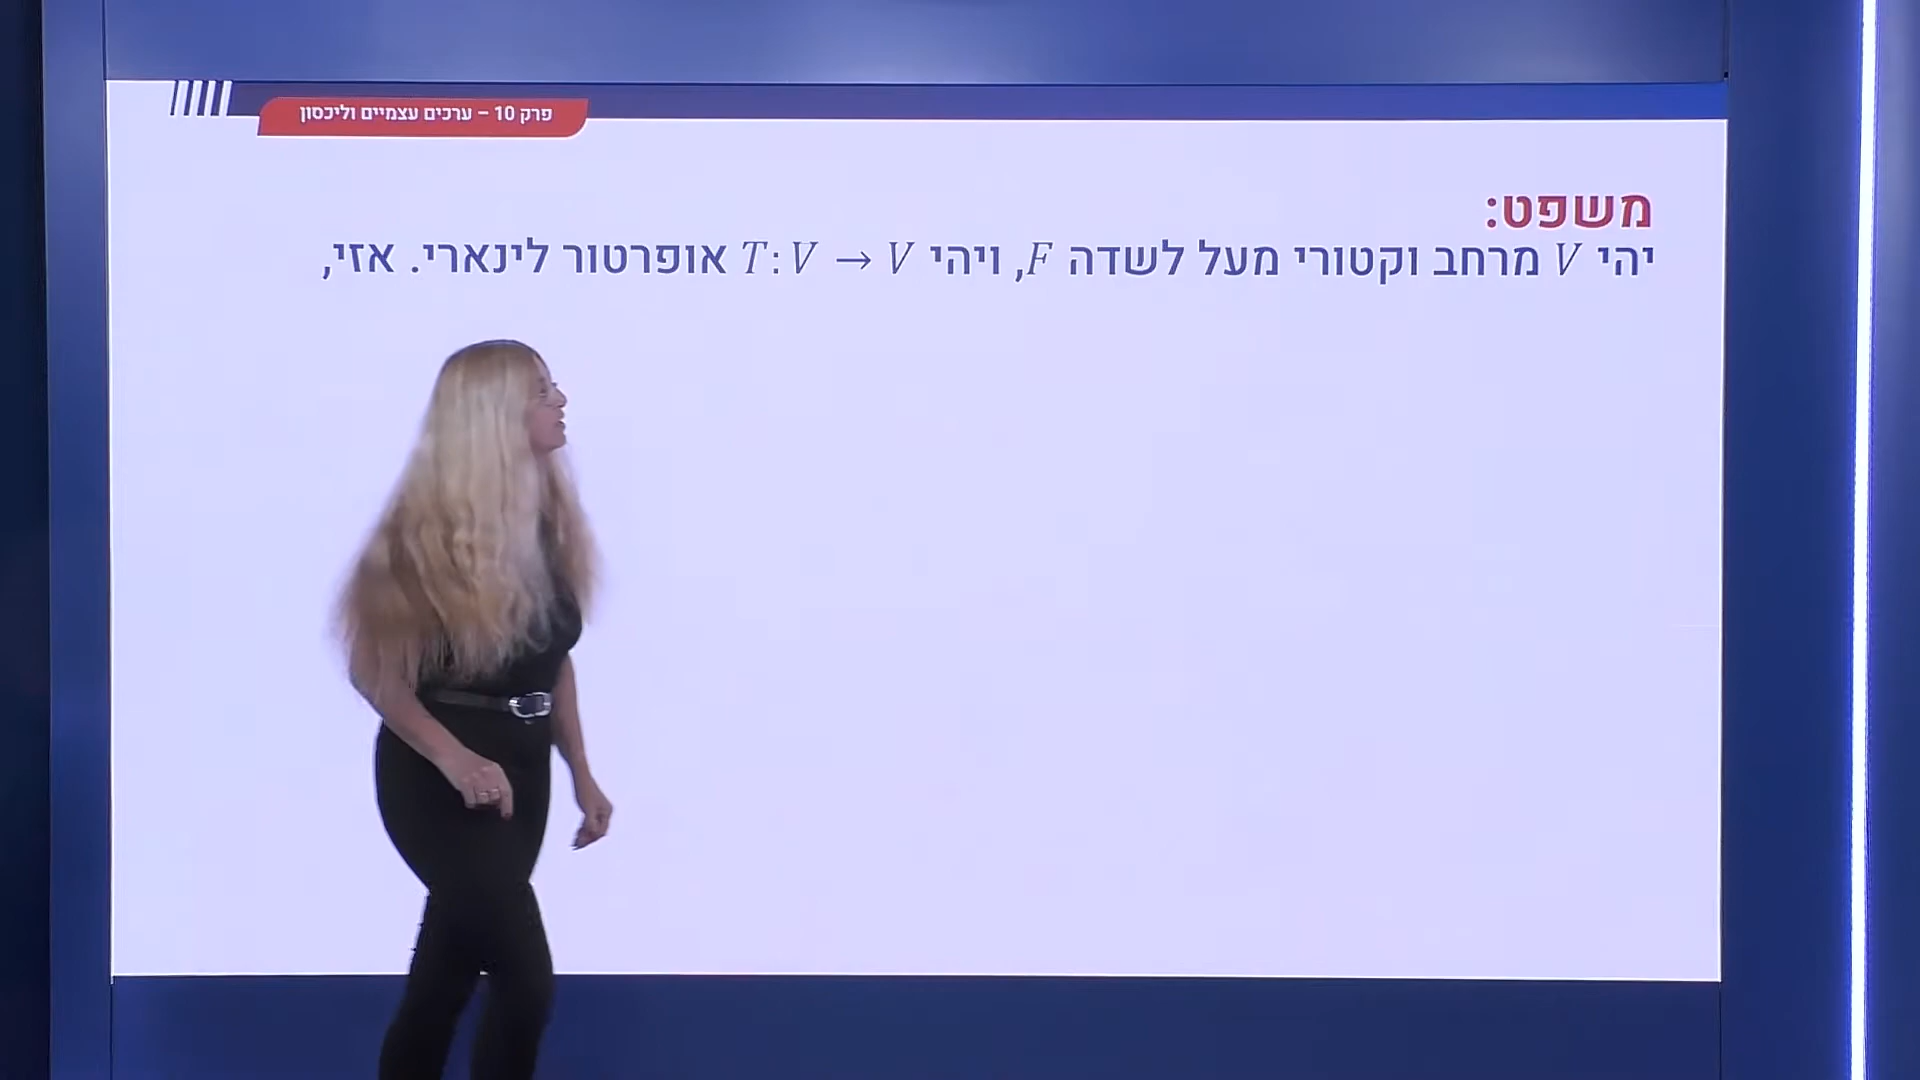 פרק 10 – ערכים עצמיים וליכסון
משפט:
יהי V מרחב וקטורי מעל לשדה F, ויהי T: V → V אופרטור לינארי. אזי,